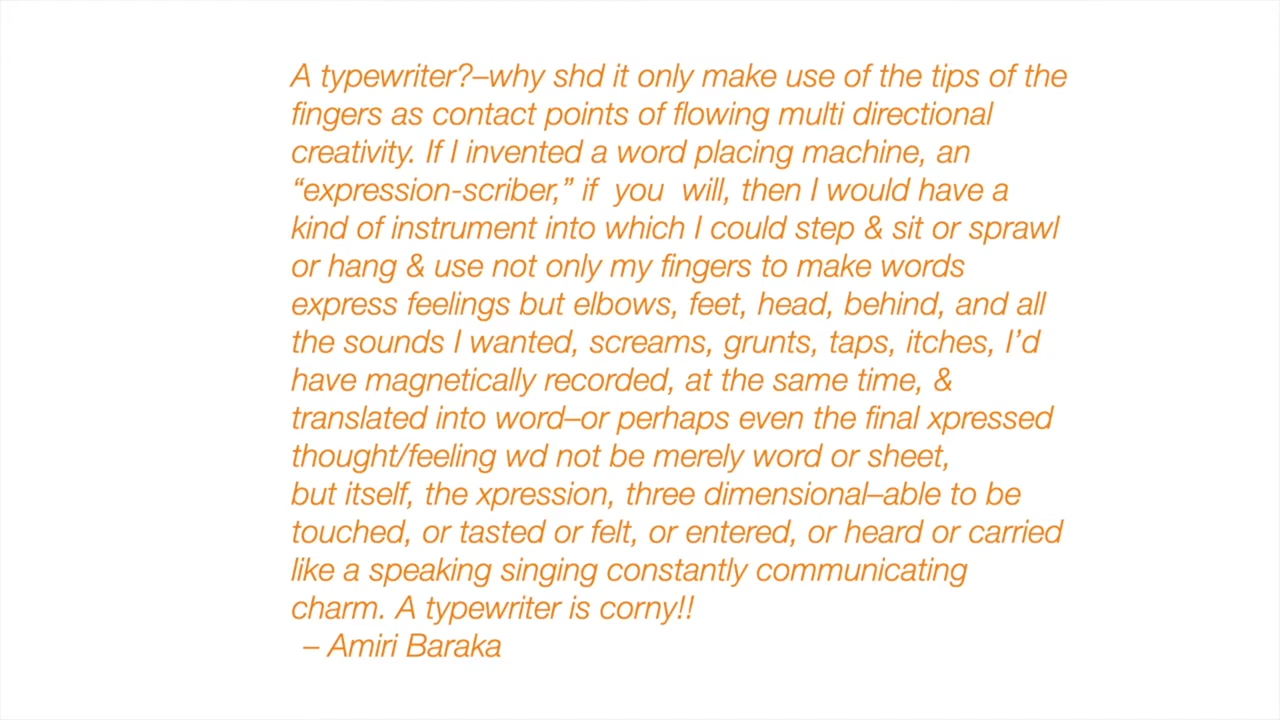 A typewriter?–why shd it only make use of the tips of the
fingers as contact points of flowing multi directional
creativity. If I invented a word placing machine, an
“expression-scriber,” if  you  will, then I would have a
kind of instrument into which I could step & sit or sprawl
or hang & use not only my fingers to make words
express feelings but elbows, feet, head, behind, and all
the sounds I wanted, screams, grunts, taps, itches, I’d
have magnetically recorded, at the same time, &
translated into word–or perhaps even the final xpressed
thought/feeling wd not be merely word or sheet,
but itself, the xpression, three dimensional–able to be
touched, or tasted or felt, or entered, or heard or carried
like a speaking singing constantly communicating
charm. A typewriter is corny!!
– Amiri Baraka